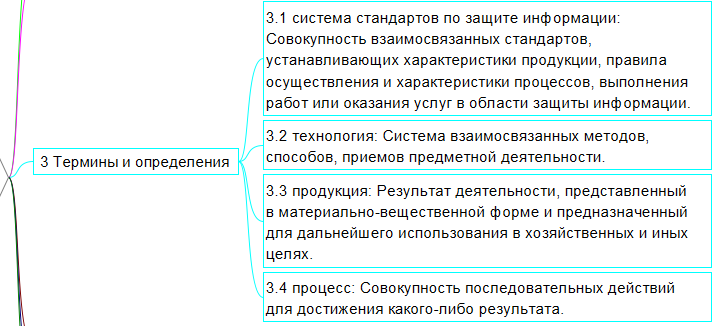 3 Термины и определения
3.1 система стандартов по защите информации:
Совокупность взаимосвязанных стандартов,
устанавливающих характеристики продукции, правила
осуществления и характеристики процессов, выполнения
работ или оказания услуг в области защиты информации.
3.2 технология: Система взаимосвязанных методов,
способов, приемов предметной деятельности.
3.3 продукция: Результат деятельности, представленный
в материально-вещественной форме и предназначенный
для дальнейшего использования в хозяйственных и иных
целях.
3.4 процесс: Совокупность последовательных действий
для достижения какого-либо результата.